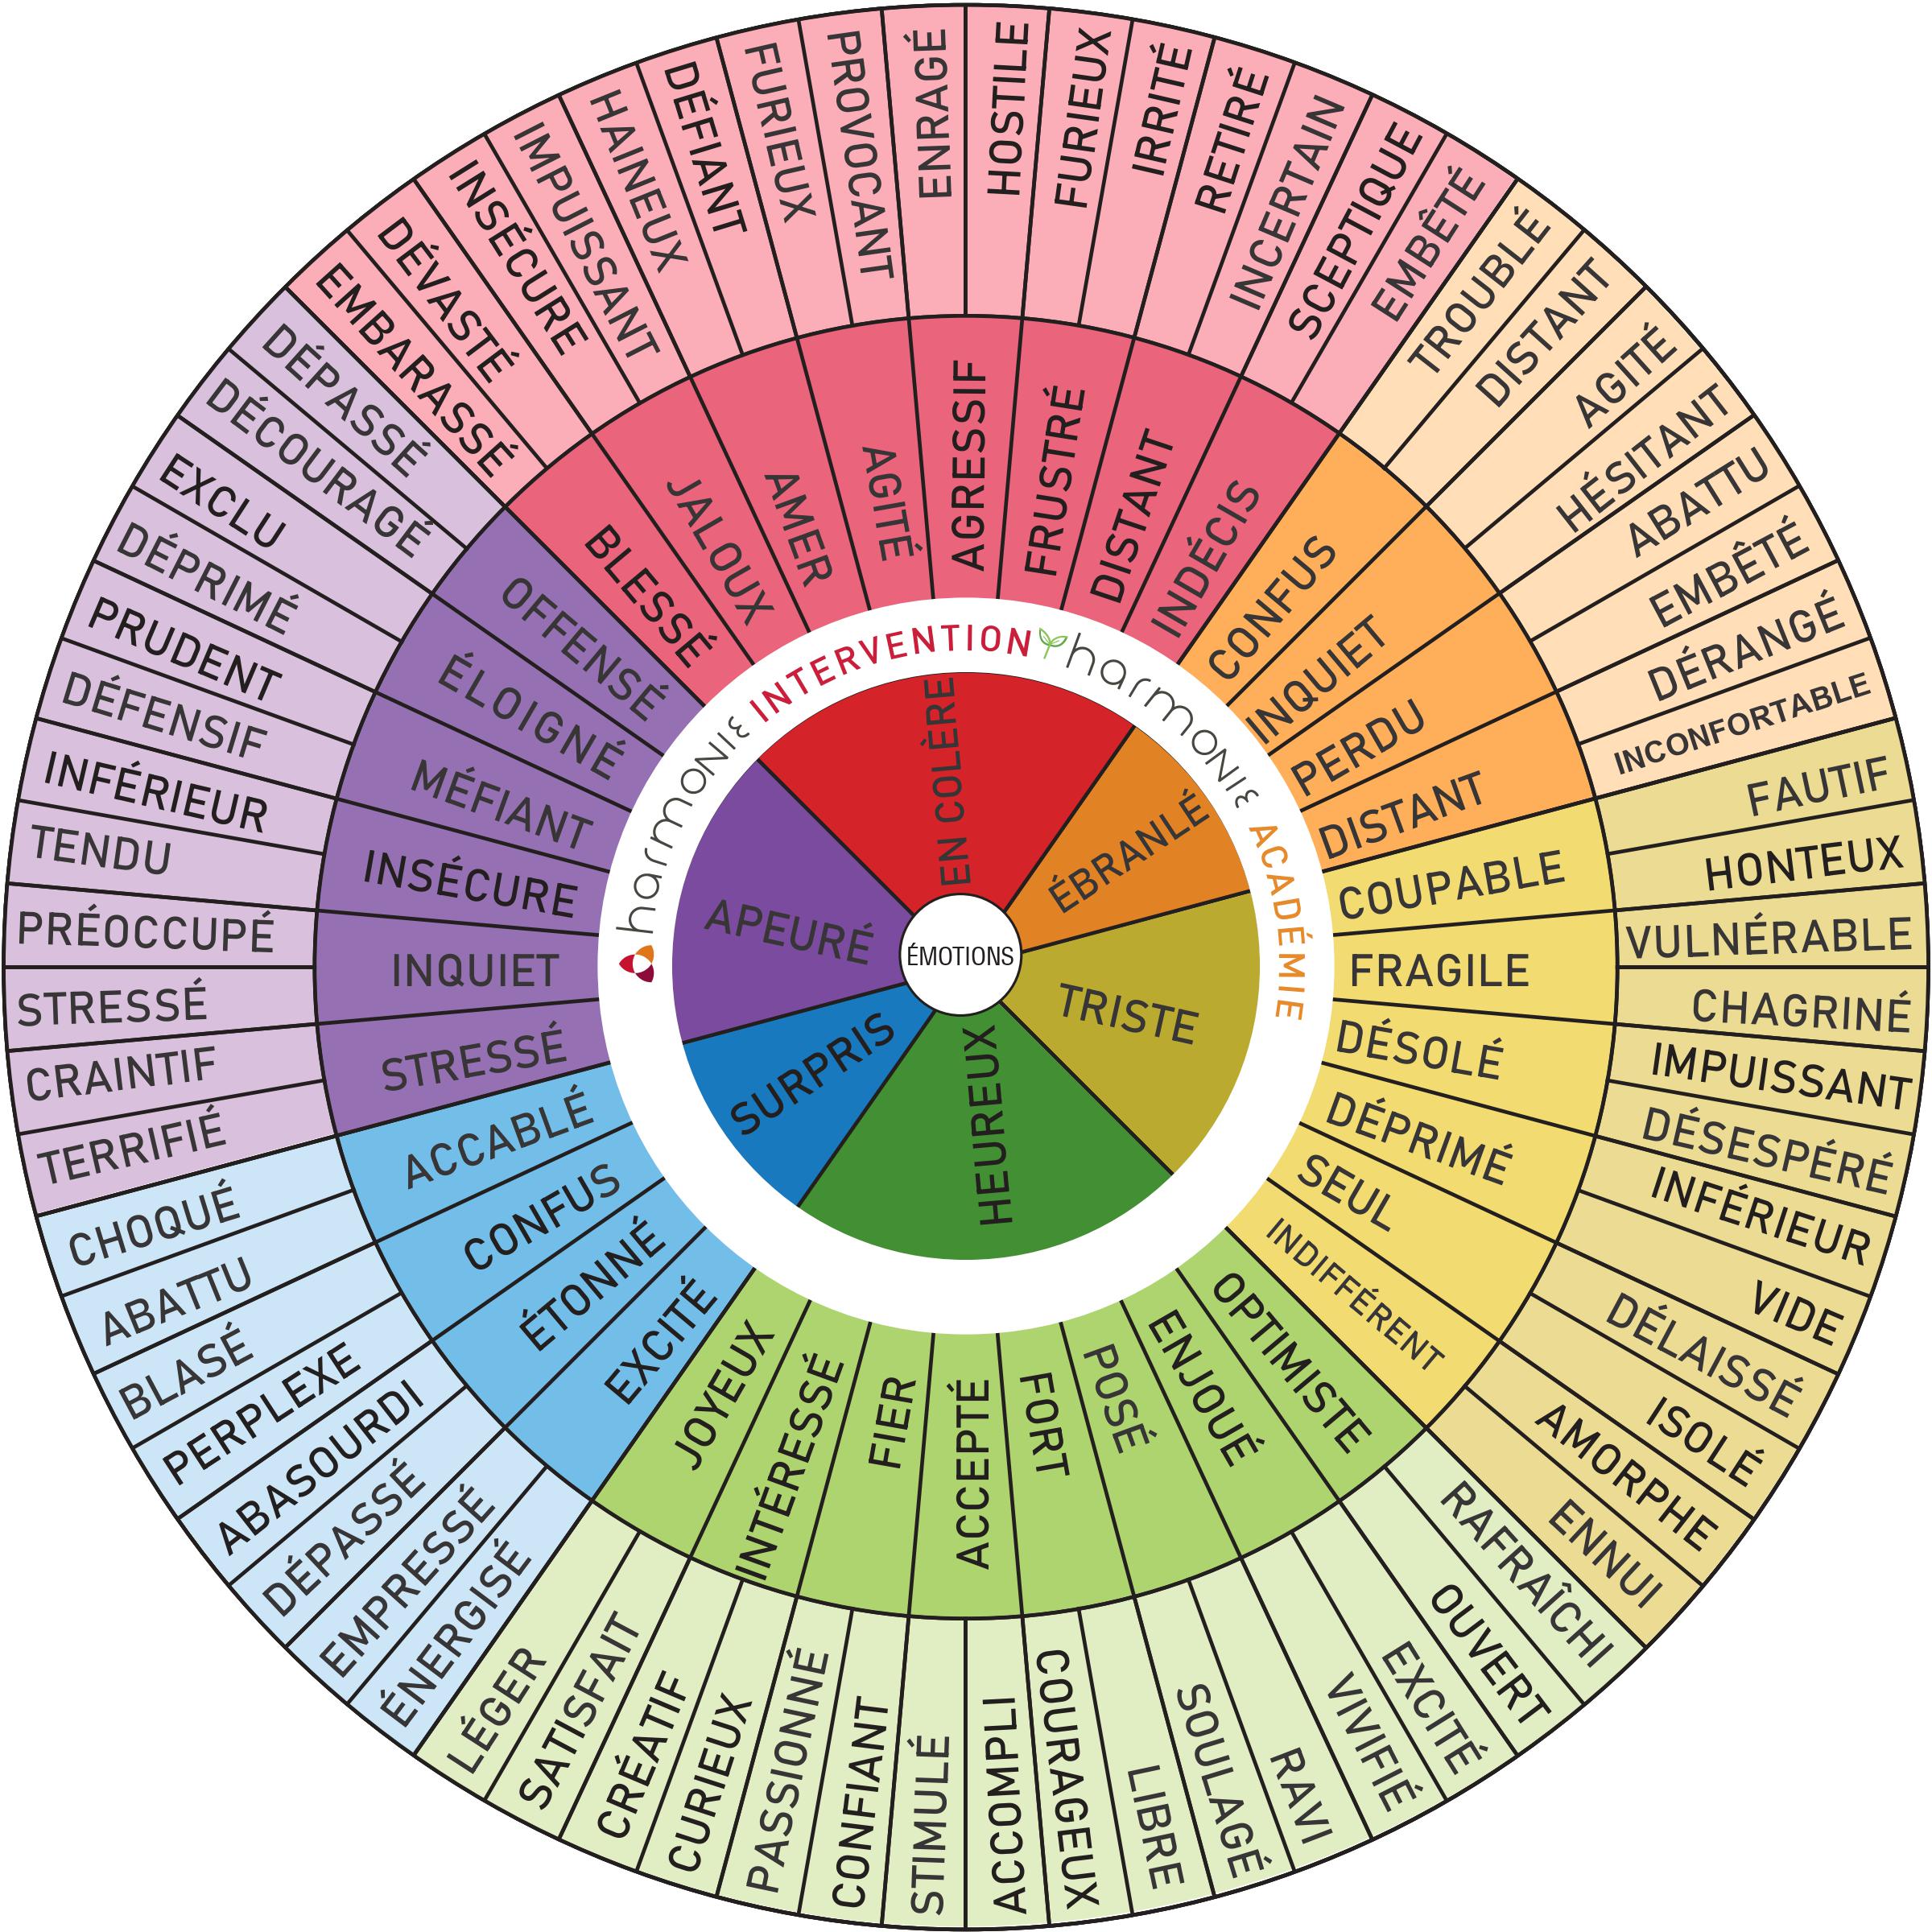 ÉMOTIONS
EN COLÈRE
ÉBRANLÉ
TRISTE
HEUREUX
SURPRIS
APEURÉ
harmonie INTERVENTION
harmonie ACADÉMIE
BLESSÉ
JALOUX
AMER
AGITÉ
AGRESSIF
FRUSTRÉ
DISTANT
INDÉCIS
CONFUS
INQUIET
PERDU
DISTANT
COUPABLE
FRAGILE
DÉSOLÉ
DÉPRIMÉ
SEUL
INDIFFÉRENT
OPTIMISTE
ENJOUÉ
POSÉ
FORT
ACCEPTÉ
FIER
INTÉRESSÉ
JOYEUX
EXCITÉ
ÉTONNÉ
CONFUS
ACCABLÉ
STRESSÉ
INQUIET
INSÉCURE
MÉFIANT
ÉLOIGNÉ
OFFENSÉ
EMBARASSÉ
DÉVASTÉ
INSÉCURE
IMPUISSANT
HAINEUX
DÉFIANT
FURIEUX
PROVOCANT
ENRAGÉ
HOSTILE
FURIEUX
IRRITÉ
RETIRÉ
INCERTAIN
SCEPTIQUE
EMBÊTÉ
TROUBLÉ
DISTANT
AGITÉ
HÉSITANT
ABATTU
EMBÊTÉ
DÉRANGÉ
INCONFORTABLE
FAUTIF
HONTEUX
VULNÉRABLE
CHAGRINÉ
IMPUISSANT
DÉSESPÉRÉ
INFÉRIEUR
VIDE
DÉLAISSÉ
ISOLÉ
AMORPHE
ENNUI
RAFRAÎCHI
OUVERT
EXCITÉ
VIVIFIÉ
RAVI
SOULAGÉ
LIBRE
COURAGEUX
ACCOMPLI
STIMULÉ
CONFIANT
PASSIONNÉ
CURIEUX
CRÉATIF
SATISFAIT
LÉGER
ÉNERGISÉ
EMPRESSÉ
DÉPASSÉ
ABASOURDI
PERPLEXE
BLASÉ
ABATTU
CHOQUÉ
TERRIFIÉ
CRAINTIF
STRESSÉ
PRÉOCCUPÉ
TENDU
INFÉRIEUR
DÉFENSIF
PRUDENT
DÉPRIMÉ
EXCLU
DÉCOURAGÉ
DÉPASSÉ